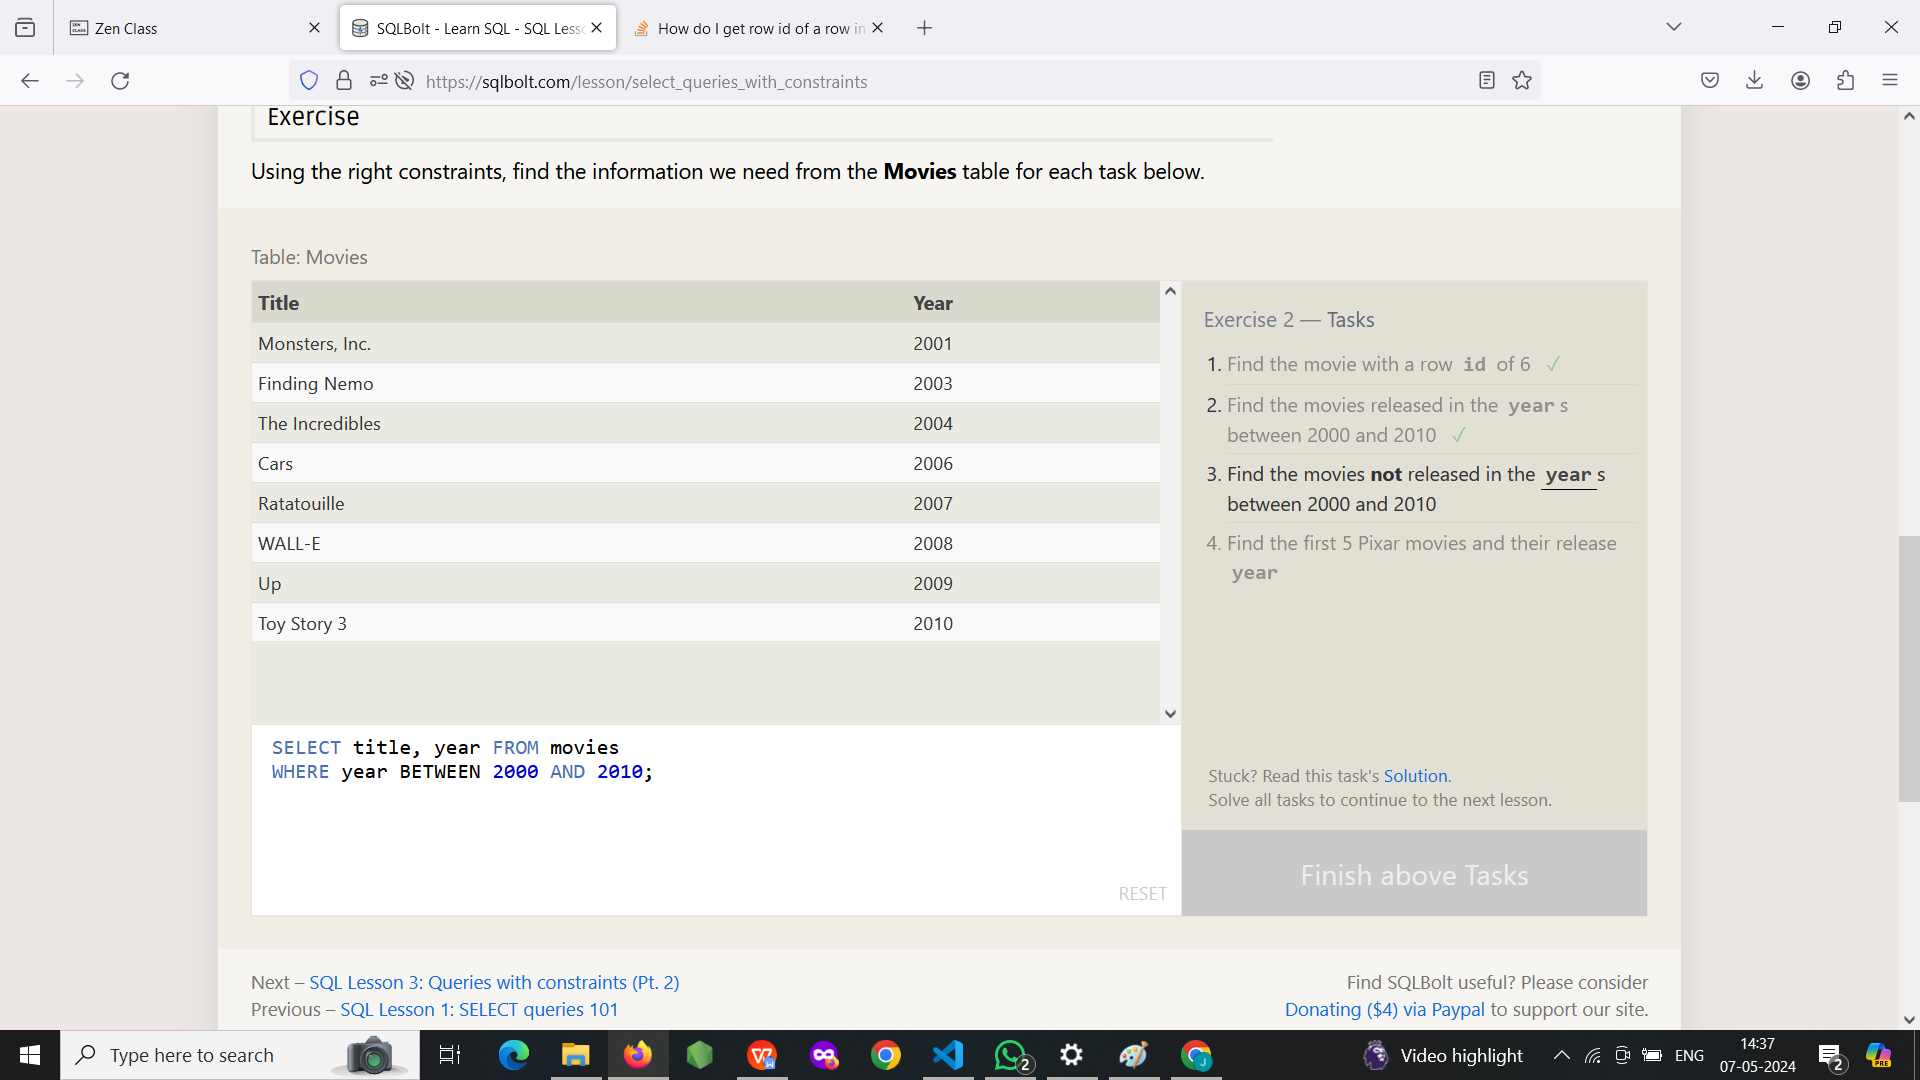 Zen Class
SQLBolt - Learn SQL - SQL Less
How do I get row id of a row in
https://sqlbolt.com/lesson/select_queries_with_constraints
Exercise
Using the right constraints, find the information we need from the Movies table for each task below.
Table: Movies
Title Year
Monsters, Inc. 2001
Finding Nemo 2003
The Incredibles 2004
Cars 2006
Ratatouille 2007
WALL-E 2008
Up 2009
Toy Story 3 2010
SELECT title, year FROM movies
WHERE year BETWEEN 2000 AND 2010;
RESET
Exercise 2 — Tasks
1. Find the movie with a row id of 6 ✓
2. Find the movies released in the years
between 2000 and 2010 ✓
3. Find the movies not released in the years
between 2000 and 2010
4. Find the first 5 Pixar movies and their release
year
Stuck? Read this task's Solution.
Solve all tasks to continue to the next lesson.
Finish above Tasks
Next – SQL Lesson 3: Queries with constraints (Pt. 2)
Previous – SQL Lesson 1: SELECT queries 101
Find SQLBolt useful? Please consider
Donating ($4) via Paypal to support our site.
Type here to search
2
Video highlight
ENG
14:37
07-05-2024
2
PRE